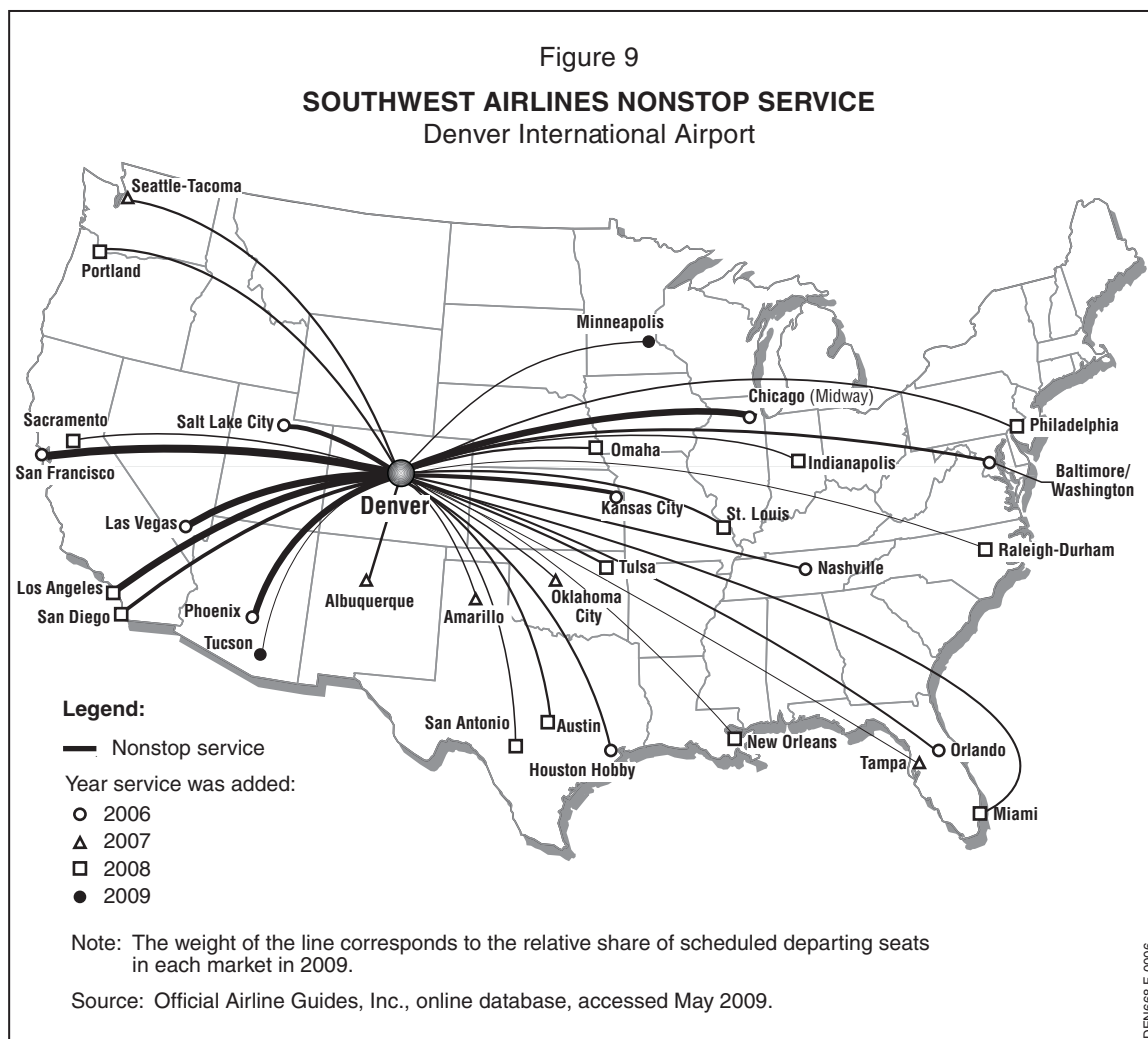 Figure 9
SOUTHWEST AIRLINES NONSTOP SERVICE
Denver International Airport
Seattle-Tacoma
Portland
Minneapolis
Chicago (Midway)
Sacramento
Salt Lake City
Philadelphia
San Francisco
Omaha
Indianapolis
Baltimore/
Washington
Denver
Kansas City
St. Louis
Las Vegas
Raleigh-Durham
Tulsa
Nashville
Los Angeles
San Diego
Phoenix
Albuquerque
Amarillo
Oklahoma
City
Tucson
San Antonio
Austin
New Orleans
Orlando
Houston Hobby
Tampa
Miami
Legend:
Nonstop service
Year service was added:
2006
2007
2008
2009
Note: The weight of the line corresponds to the relative share of scheduled departing seats
in each market in 2009.
Source: Official Airline Guides, Inc., online database, accessed May 2009.